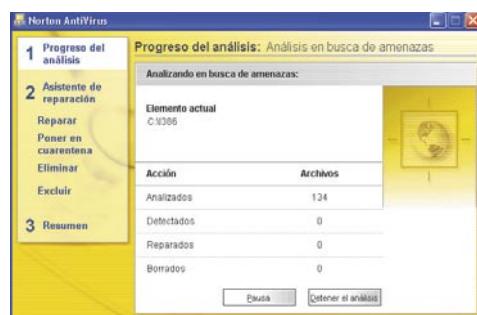 Norton AntiVirus
1 Progreso del
análisis
2 Asistente de
reparación
Reparar
Poner en
cuarentena
Eliminar
Excluir
3 Resumen
Progreso del análisis: Análisis en busca de amenazas
Analizando en busca de amenazas:
Elemento actual
C:\I386
Acción Archivos
Analizados 134
Detectados 0
Reparados 0
Borrados 0
Pausa Detener el análisis